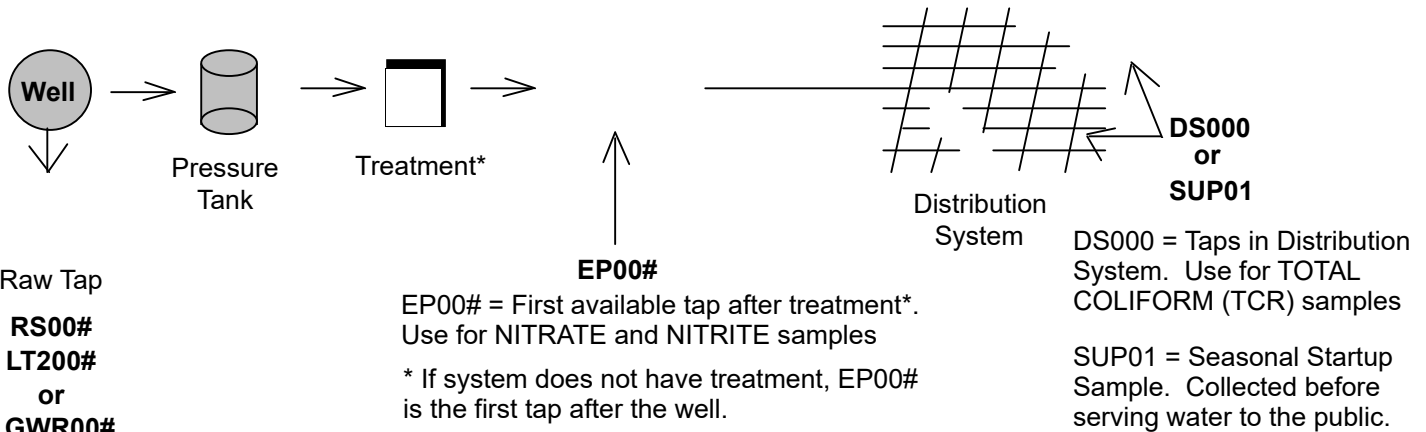 Well
Pressure
Tank
Treatment*
Distribution
System
DS000
or
SUP01
Raw Tap
RS00#
LT200#
or
GWR00#
EP00#
EP00# = First available tap after treatment*.
Use for NITRATE and NITRITE samples
* If system does not have treatment, EP00#
is the first tap after the well.
DS000 = Taps in Distribution
System. Use for TOTAL
COLIFORM (TCR) samples
SUP01 = Seasonal Startup
Sample. Collected before
serving water to the public.